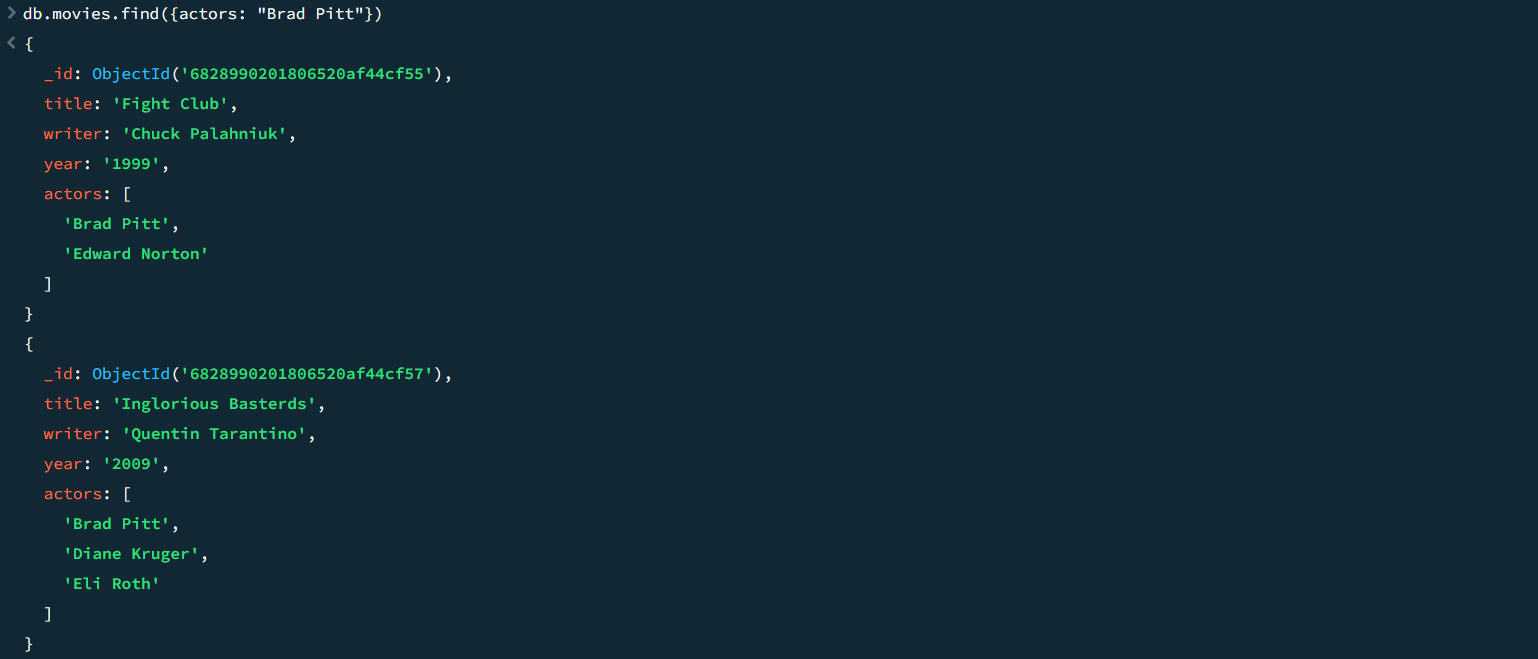 > db.movies.find({actors: "Brad Pitt"})
< {
_id: ObjectId('6828990201806520af44cf55'),
title: 'Fight Club',
writer: 'Chuck Palahniuk',
year: '1999',
actors: [
'Brad Pitt',
'Edward Norton'
]
}
{
_id: ObjectId('6828990201806520af44cf57'),
title: 'Inglorious Basterds',
writer: 'Quentin Tarantino',
year: '2009',
actors: [
'Brad Pitt',
'Diane Kruger',
'Eli Roth'
]
}